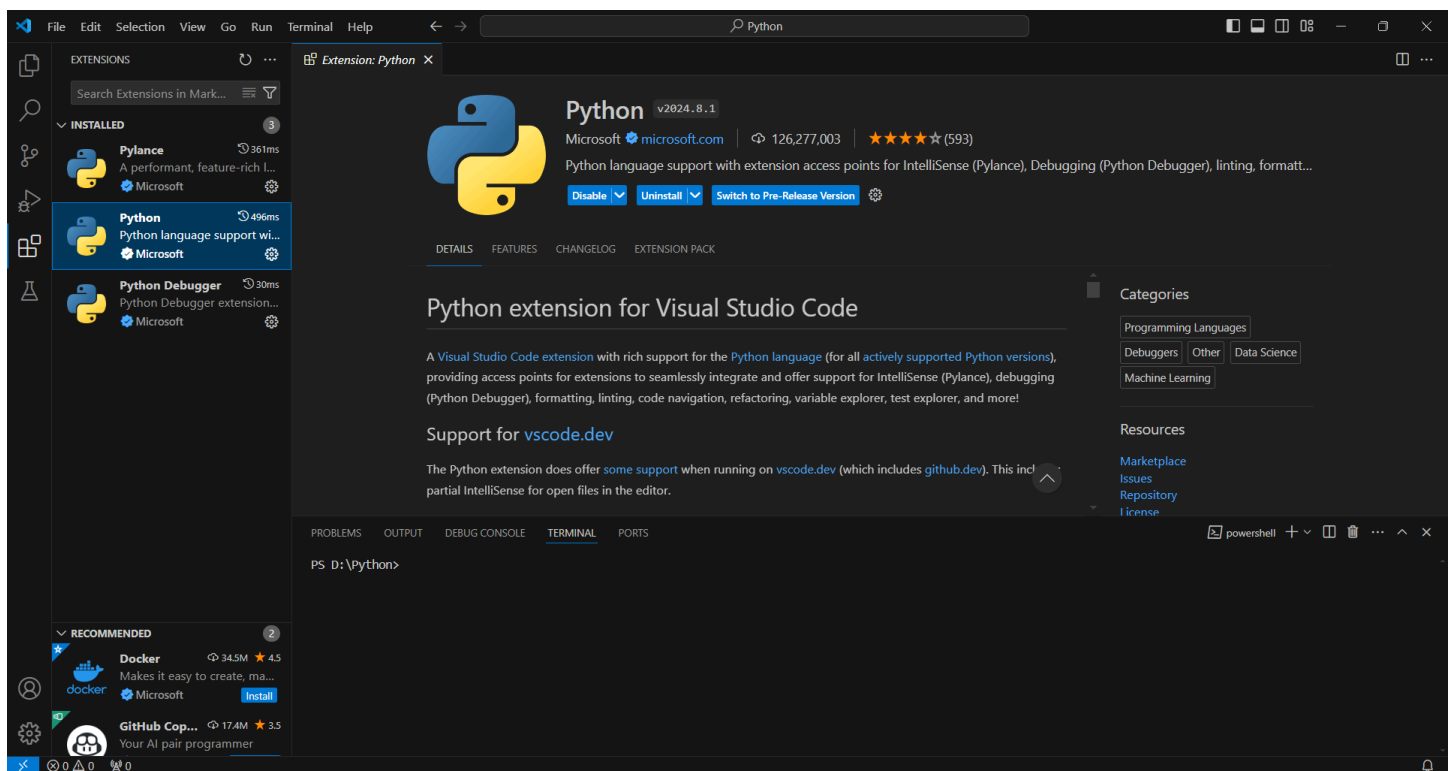 File Edit Selection View Go Run Terminal Help
Python
EXTENSIONS
Search Extensions in Mark...
INSTALLED
3
Pylance 361ms
A performant, feature-rich l...
Microsoft
Python 496ms
Python language support wi...
Microsoft
Python Debugger 30ms
Python Debugger extension...
Microsoft
RECOMMENDED
2
Docker 34.5M 4.5
Makes it easy to create, ma...
docker
Microsoft Install
GitHub Cop... 17.4M 3.5
Your AI pair programmer
Extension: Python
Python v2024.8.1
Microsoft microsoft.com 126,277,003 (593)
Python language support with extension access points for IntelliSense (Pylance), Debugging (Python Debugger), linting, formatt...
Disable Uninstall Switch to Pre-Release Version
DETAILS FEATURES CHANGELOG EXTENSION PACK
Python extension for Visual Studio Code
A Visual Studio Code extension with rich support for the Python language (for all actively supported Python versions),
providing access points for extensions to seamlessly integrate and offer support for IntelliSense (Pylance), debugging
(Python Debugger), formatting, linting, code navigation, refactoring, variable explorer, test explorer, and more!
Support for vscode.dev
The Python extension does offer some support when running on vscode.dev (which includes github.dev). This
partial IntelliSense for open files in the editor.
Categories
Programming Languages
Debuggers Other Data Science
Machine Learning
Resources
Marketplace
Issues
Repository
License
PROBLEMS OUTPUT DEBUG CONSOLE TERMINAL PORTS
powershell
PS D:\Python>
0 0 0